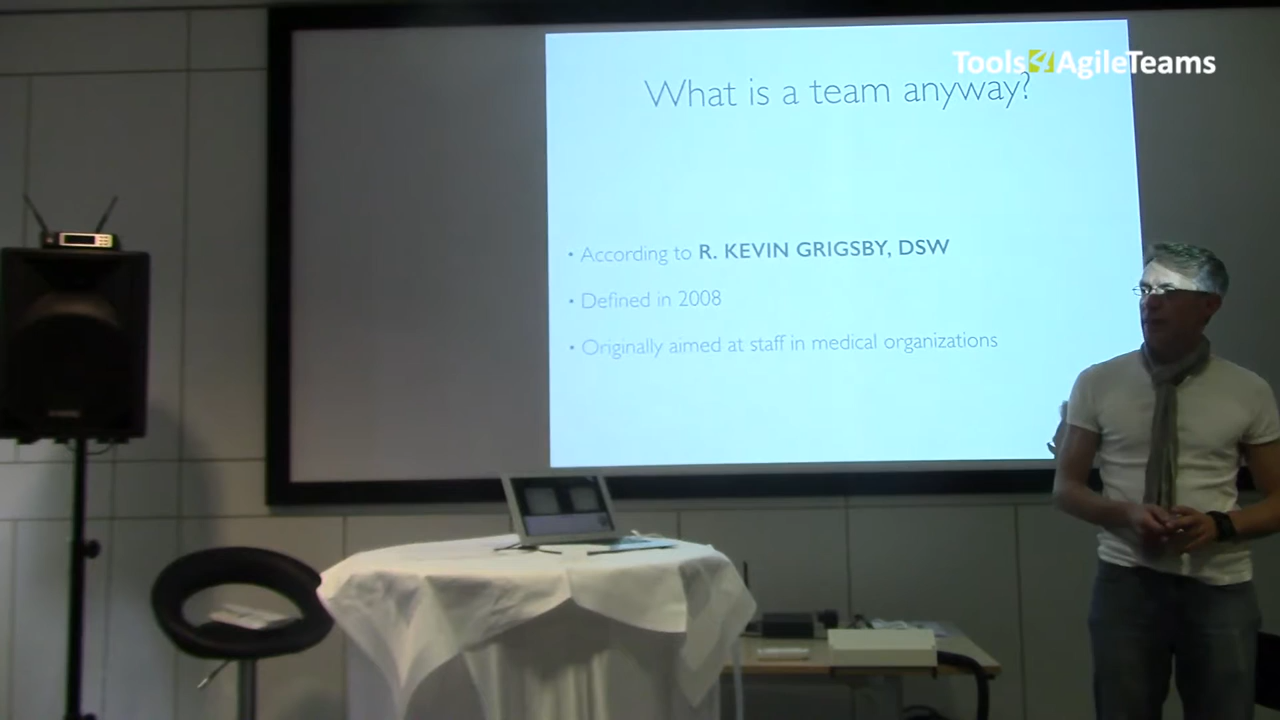 Tools4AgileTeams
What is a team anyway?
• According to R. KEVIN GRIGSBY, DSW
• Defined in 2008
• Originally aimed at staff in medical organizations